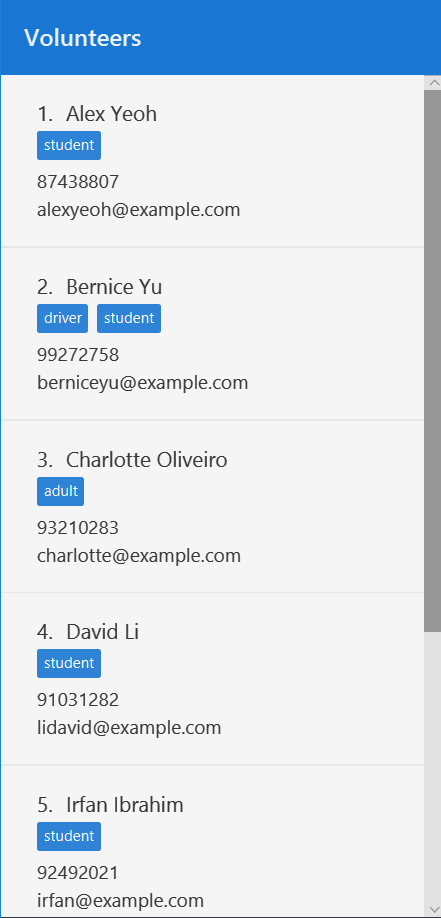 Volunteers
1. Alex Yeoh
student
87438807
alexyeoh@example.com
2. Bernice Yu
driver student
99272758
berniceyu@example.com
3. Charlotte Oliveiro
adult
93210283
charlotte@example.com
4. David Li
student
91031282
lidavid@example.com
5. Irfan Ibrahim
student
92492021
irfan@example.com